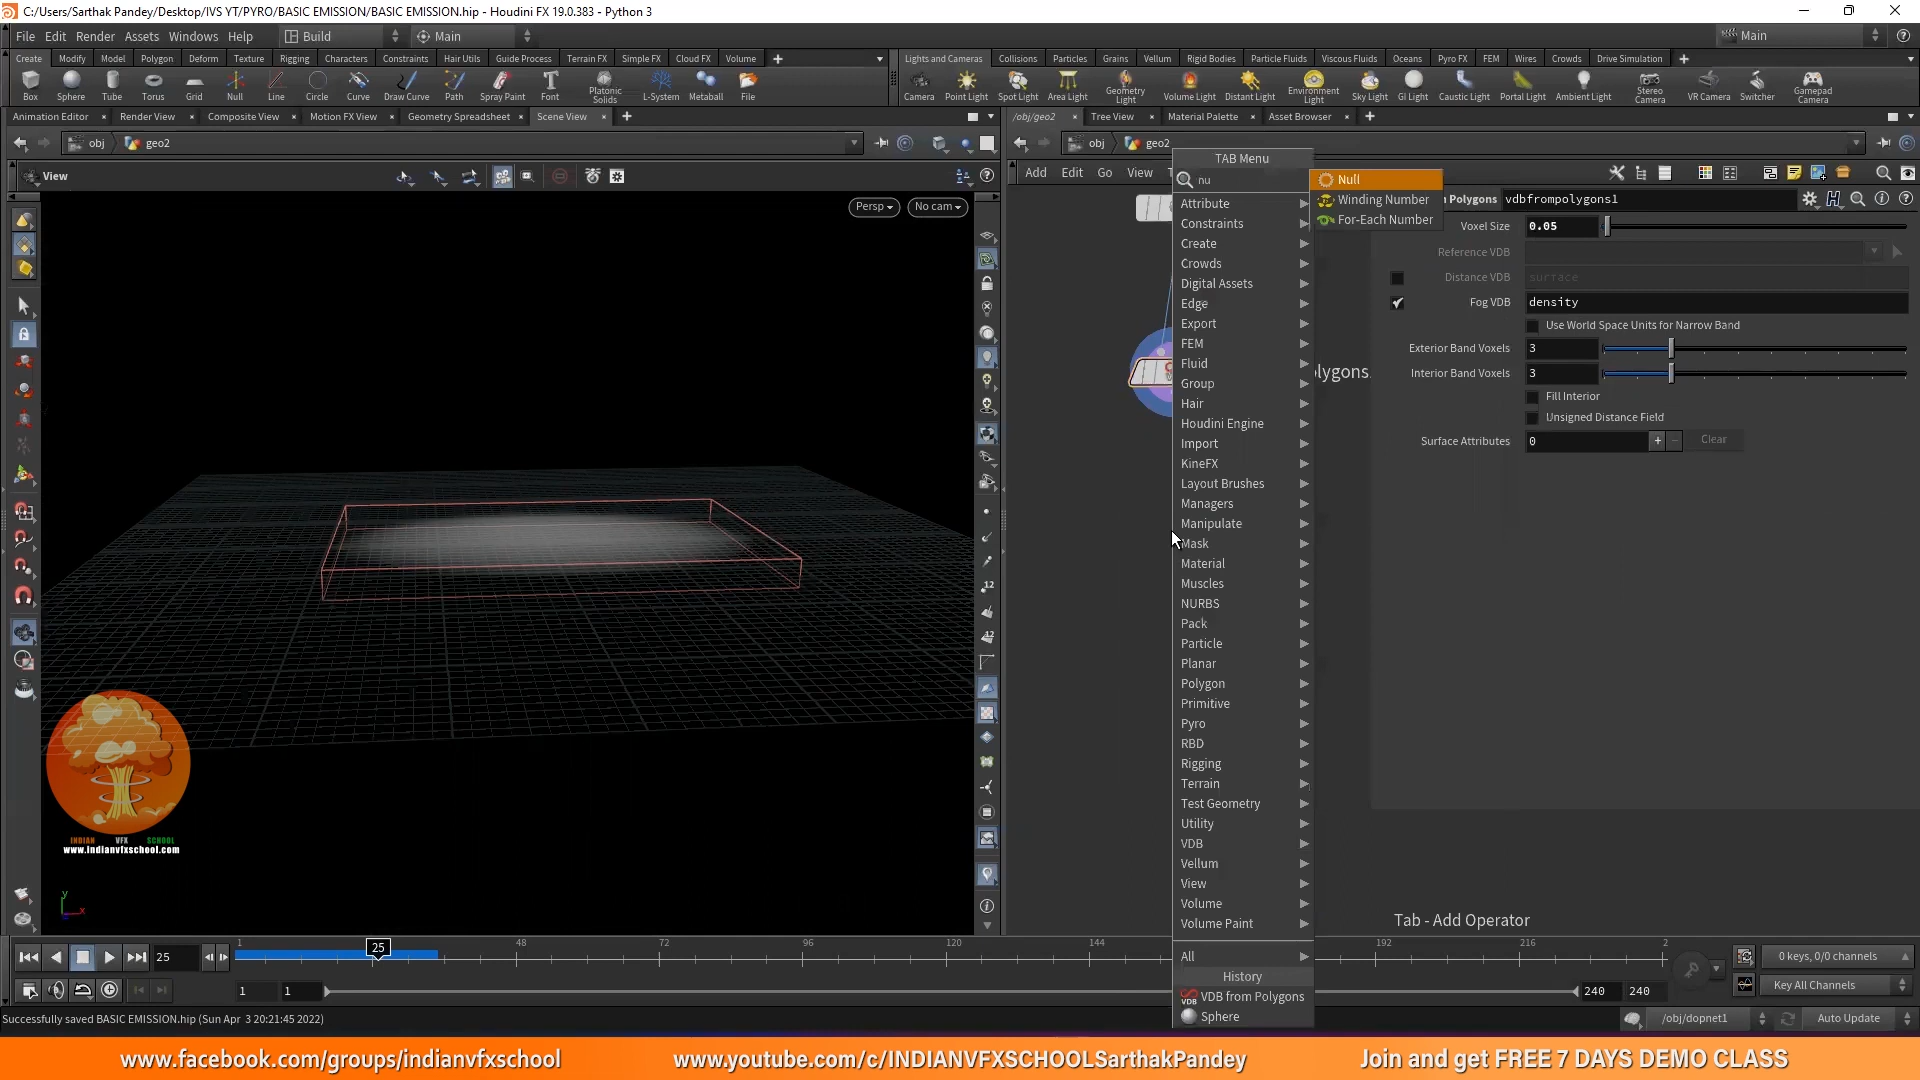 C:/Users/Sarthak Pandey/Desktop/IVS YT/PYRO/BASIC EMISSION/BASIC EMISSION.hip - Houdini FX 19.0.383 - Python 3
File Edit Render Assets Windows Help Build Main Main
Create Modify Model Polygon Deform Texture Rigging Characters Constraints Hair Utils Guide Process Terrain FX Simple FX Cloud FX Volume
Lights and Cameras Collisions Particles Grains Vellum Rigid Bodies Particle Fluids Viscous Fluids Oceans Pyro FX FEM Wires Crowds Drive Simulation
Box Sphere Tube Torus Grid Null Line Circle Curve Draw Curve Path Spray Paint Font Platonic Solids L-System Metaball File
Camera Point Light Spot Light Area Light Geometry Light Volume Light Distant Light Environment Light Sky Light GI Light Caustic Light Portal Light Ambient Light Stereo Camera VR Camera Switcher Gamepad Camera
Animation Editor Render View Composite View Motion FX View Geometry Spreadsheet Scene View
/obj/geo2 Tree View Material Palette Asset Browser
obj geo2
obj geo2
View
Persp No cam
Add Edit Go View T
TAB Menu
nu
Null
Winding Number
For-Each Number
Attribute
Constraints
Create
Crowds
Digital Assets
Edge
Export
FEM
Fluid
Group
Hair
Houdini Engine
Import
KineFX
Layout Brushes
Managers
Manipulate
Mask
Material
Muscles
NURBS
Pack
Particle
Planar
Polygon
Primitive
Pyro
RBD
Rigging
Terrain
Test Geometry
Utility
VDB
Vellum
View
Volume
Volume Paint
All
History
VDB from Polygons
Sphere
lygons
m Polygons vdbfrompolygons1
Voxel Size 0.05
Reference VDB
Distance VDB surface
Fog VDB density
Use World Space Units for Narrow Band
Exterior Band Voxels 3
Interior Band Voxels 3
Fill Interior
Unsigned Distance Field
Surface Attributes 0 + - Clear
Tab - Add Operator
INDIAN VFX SCHOOL
www.indianvfxschool.com
y
x
25
1 25 48 72 96 120 144 192 216 2
1 1 240 240
0 keys, 0/0 channels
Key All Channels
Successfully saved BASIC EMISSION.hip (Sun Apr 3 20:21:45 2022)
/obj/dopnet1 Auto Update
www.facebook.com/groups/indianvfxschool
www.youtube.com/c/INDIANVFXSCHOOLSarthakPandey
Join and get FREE 7 DAYS DEMO CLASS